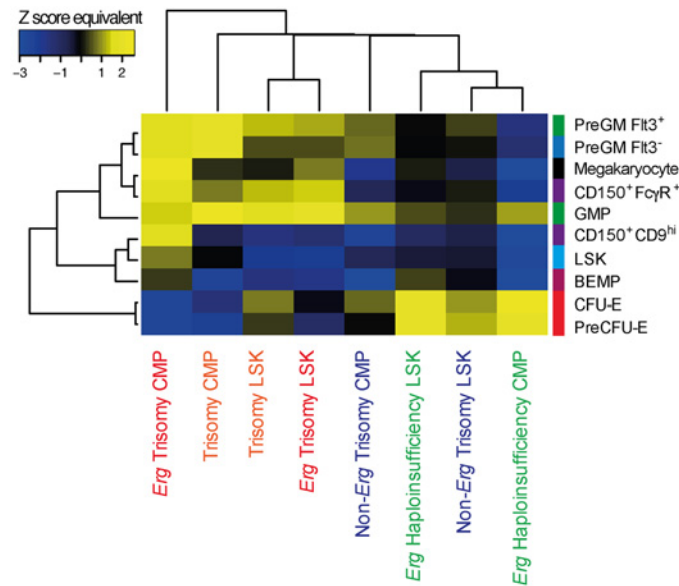 Z score equivalent
-3 -1 1 2
PreGM Flt3⁺
PreGM Flt3⁻
Megakaryocyte
CD150⁺FcγR⁺
GMP
CD150⁺CD9ʰⁱ
LSK
BEMP
CFU-E
PreCFU-E
Erg Trisomy CMP
Trisomy CMP
Trisomy LSK
Erg Trisomy LSK
Non-Erg Trisomy CMP
Erg Haploinsufficiency LSK
Non-Erg Trisomy LSK
Erg Haploinsufficiency CMP